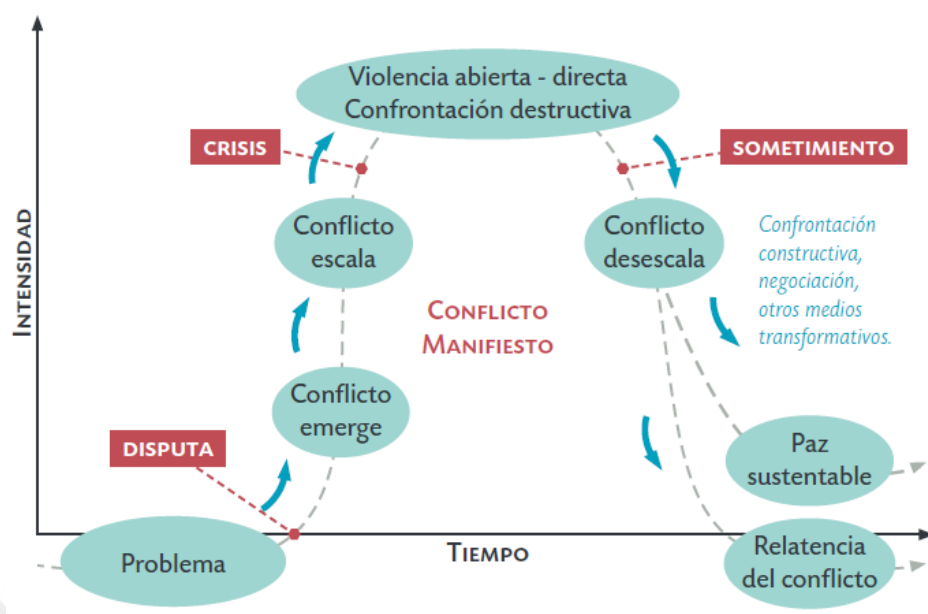 Violencia abierta - directa
Confrontación destructiva
CRISIS
SOMETIMIENTO
Conflicto
escala
Conflicto
desescala
Confrontación
constructiva,
negociación,
otros medios
transformativos.
INTENSIDAD
CONFLICTO
MANIFIESTO
Conflicto
emerge
DISPUTA
Paz
sustentable
Problema
TIEMPO
Relatencia
del conflicto